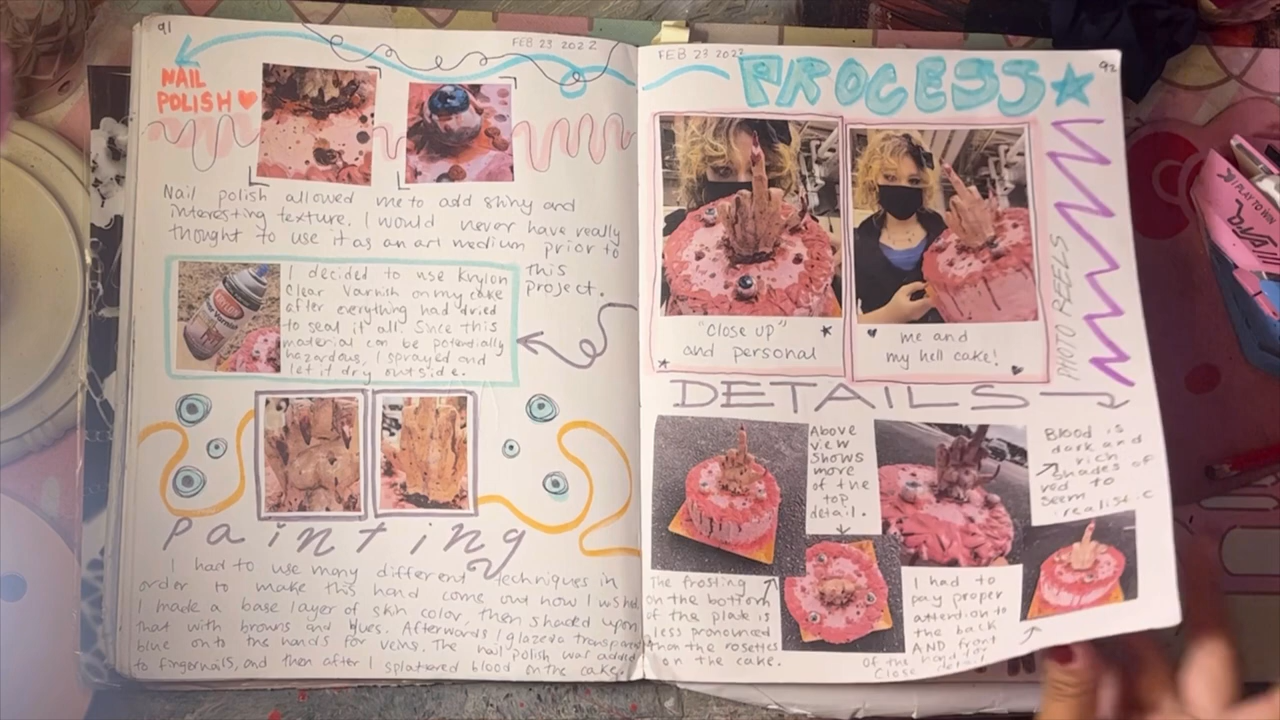 91
FEB 23 2022
NAIL
POLISH
Nail polish allowed me to add shiny and
interesting texture. I would never have really
thought to use it as an art medium prior to
this
project.
I decided to use Krylon
Clear Varnish on my cake
after everything had dried
to seal it all. Since this
material can be potentially
hazardous, I sprayed and
let it dry outside.
painting
I had to use many different techniques in
order to make this hand come out how I wished
I made a base layer of skin color, then shaded upon
that with browns and blues. Afterwards I glazed transparent
blue onto the hands for veins. The nail polish was added
to fingernails, and then after I splattered blood on the cake.
FEB 23 2022
PROCESS
92
"Close up"
and personal
me and
my hell cake!
PHOTO REELS
DETAILS
Above
view
shows
more
of the
top
detail.
Blood is
dark and
rich
shades of
red to
seem
realistic
The frosting
on the bottom
of the plate is
less pronounced
than the rosettes
on the cake.
I had to
pay proper
attention to
the back
AND front
of the hand for
close detail
I PLAY TO WIN